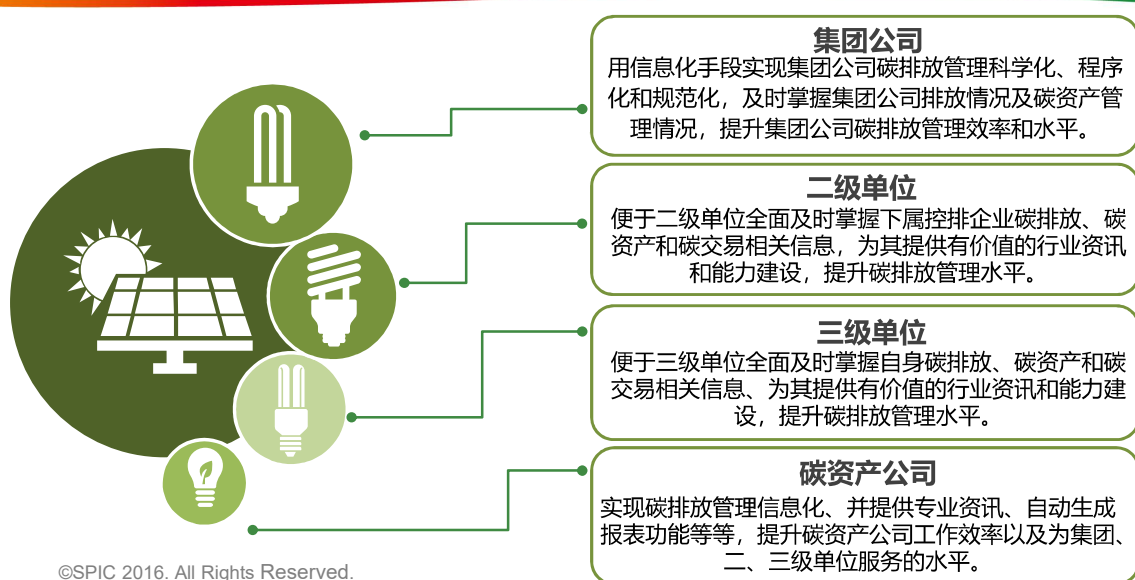 集团公司
用信息化手段实现集团公司碳排放管理科学化、程序
化和规范化，及时掌握集团公司排放情况及碳资产管
理情况，提升集团公司碳排放管理效率和水平。
二级单位
便于二级单位全面及时掌握下属控排企业碳排放、碳
资产和碳交易相关信息，为其提供有价值的行业资讯
和能力建设，提升碳排放管理水平。
三级单位
便于三级单位全面及时掌握自身碳排放、碳资产和碳
交易相关信息、为其提供有价值的行业资讯和能力建
设，提升碳排放管理水平。
碳资产公司
实现碳排放管理信息化、并提供专业资讯、自动生成
报表功能等等，提升碳资产公司工作效率以及为集团、
二、三级单位服务的水平。
©SPIC 2016. All Rights Reserved.